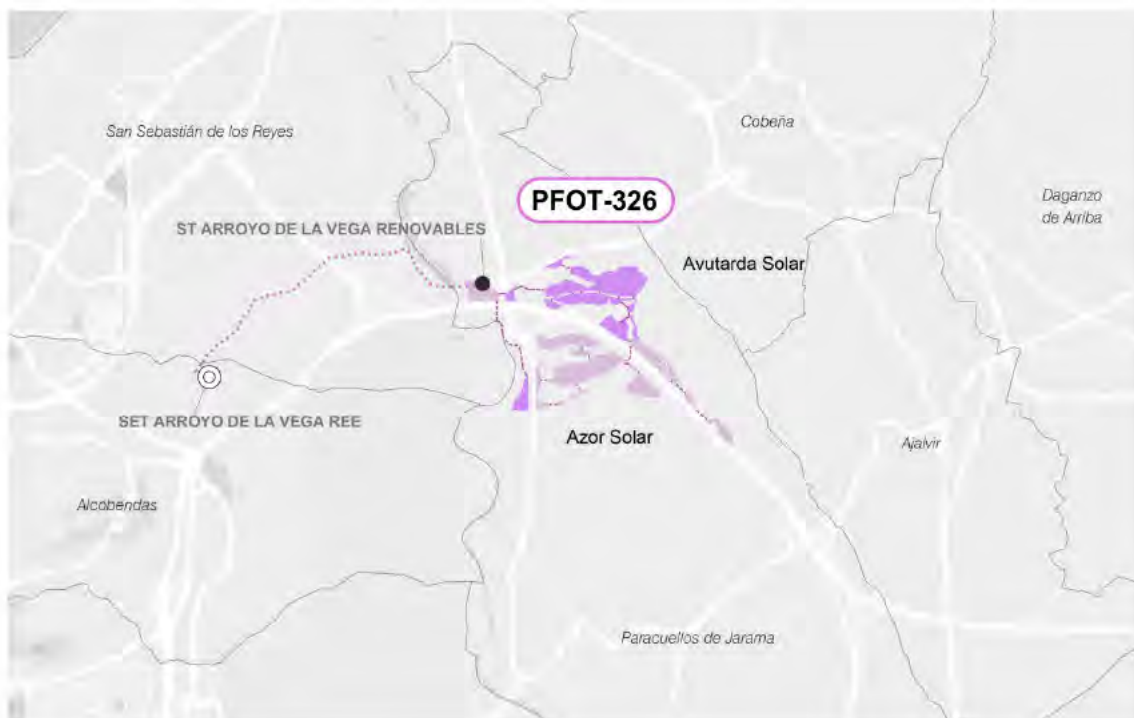 San Sebastián de los Reyes
Cobeña
PFOT-326
Daganzo
de Arriba
ST ARROYO DE LA VEGA RENOVABLES
Avutarda Solar
SET ARROYO DE LA VEGA REE
Azor Solar
Ajalvir
Alcobendas
Paracuellos de Jarama